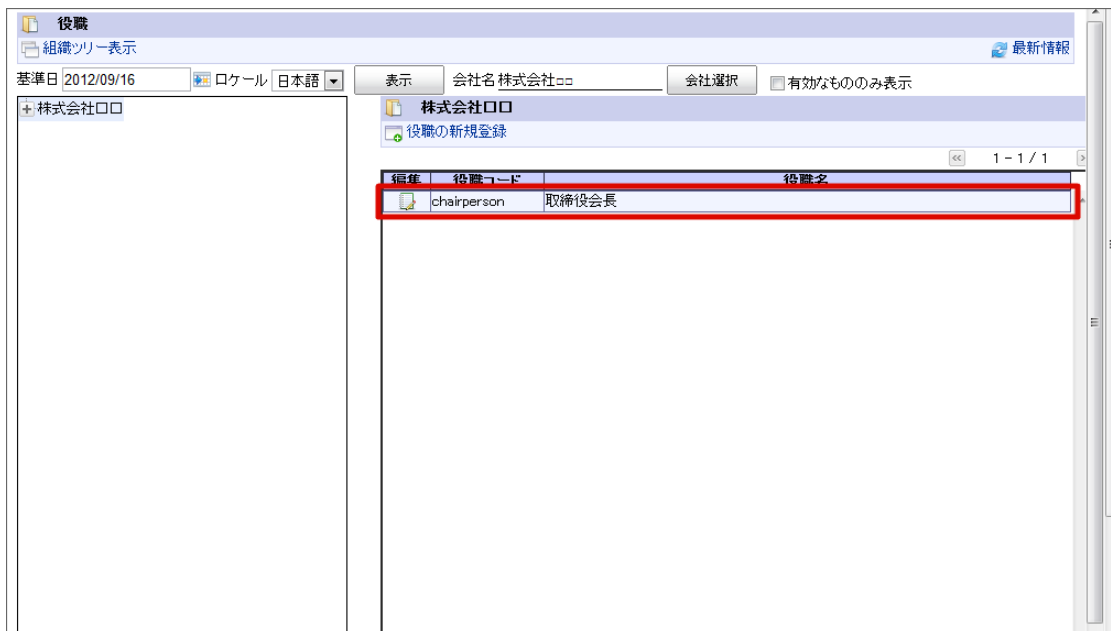 役職
組織ツリー表示 最新情報
基準日 2012/09/16 ロケール 日本語 表示 会社名 株式会社□□ 会社選択 有効なもののみ表示
株式会社ロロ
株式会社ロロ
役職の新規登録
1 - 1 / 1
編集 役職コード 役職名
chairperson 取締役会長